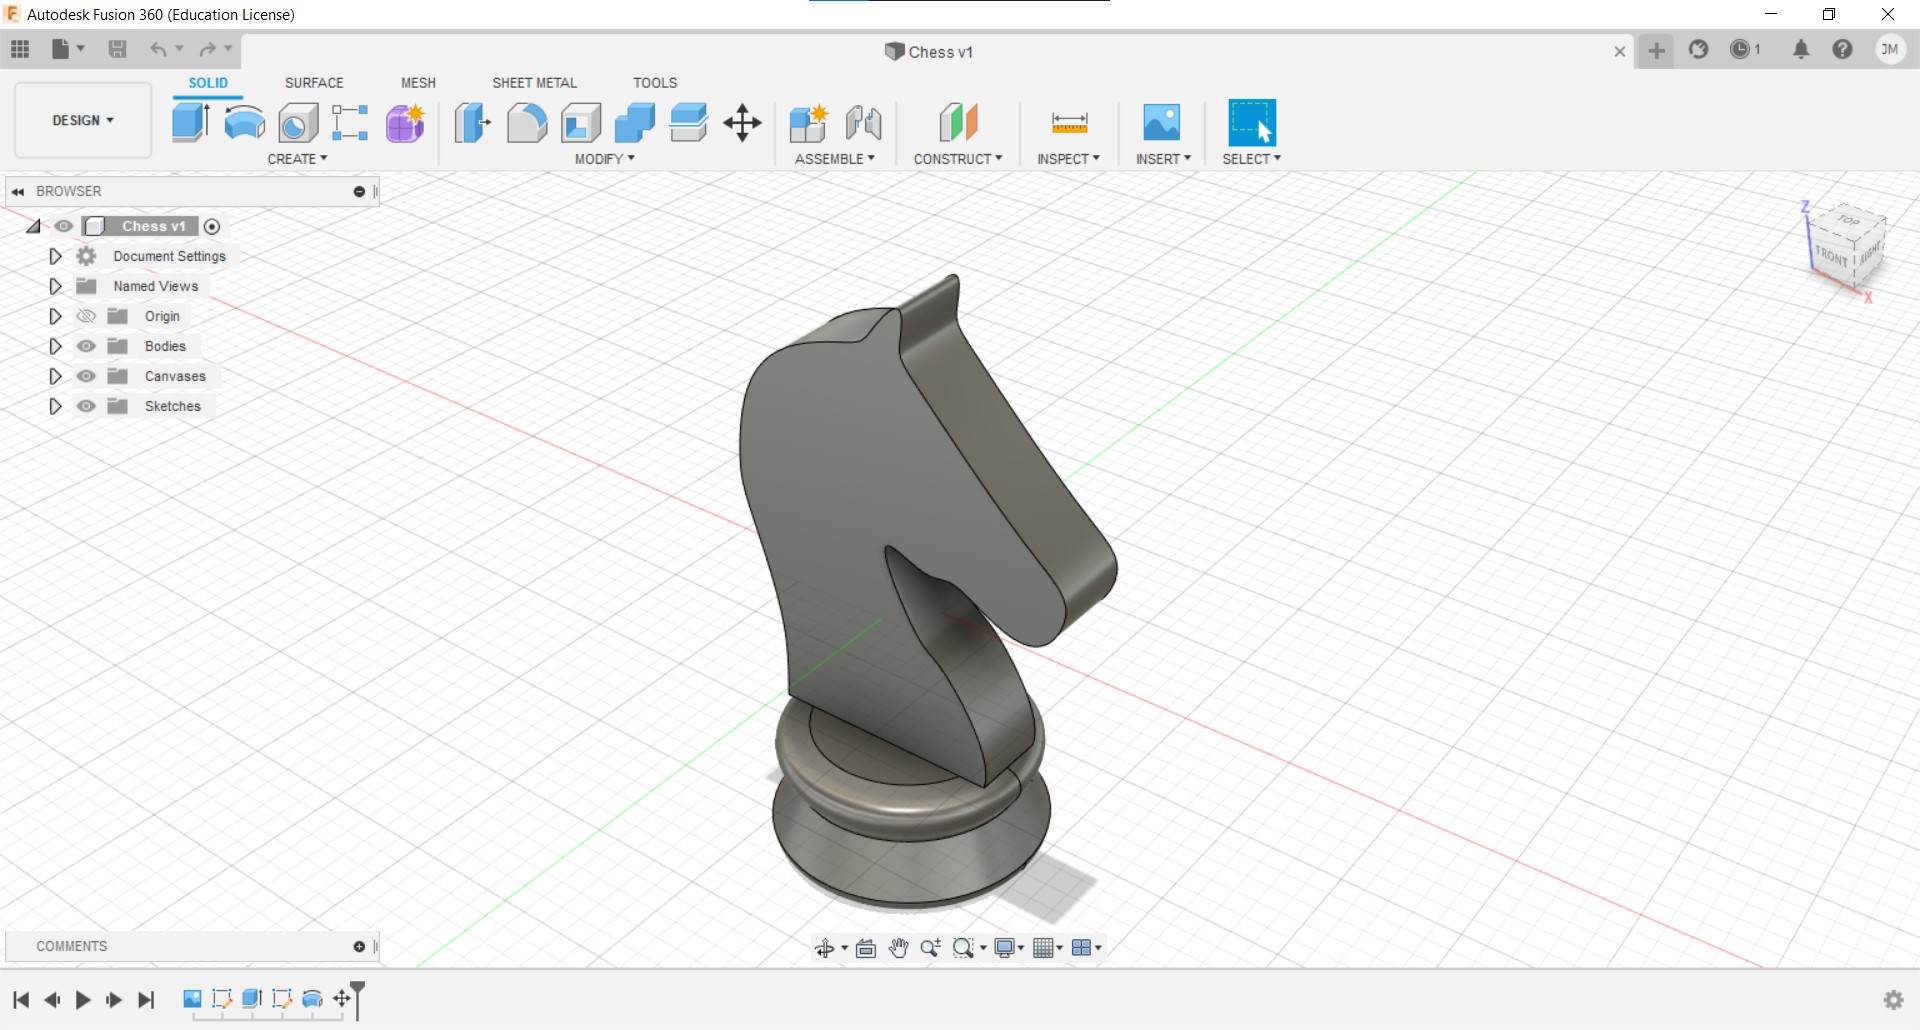 Autodesk Fusion 360 (Education License)
Chess v1
1
JM
DESIGN
SOLID
SURFACE
MESH
SHEET METAL
TOOLS
CREATE
MODIFY
ASSEMBLE
CONSTRUCT
INSPECT
INSERT
SELECT
BROWSER
Chess v1
Document Settings
Named Views
Origin
Bodies
Canvases
Sketches
Z
TOP
FRONT
RIGHT
X
COMMENTS